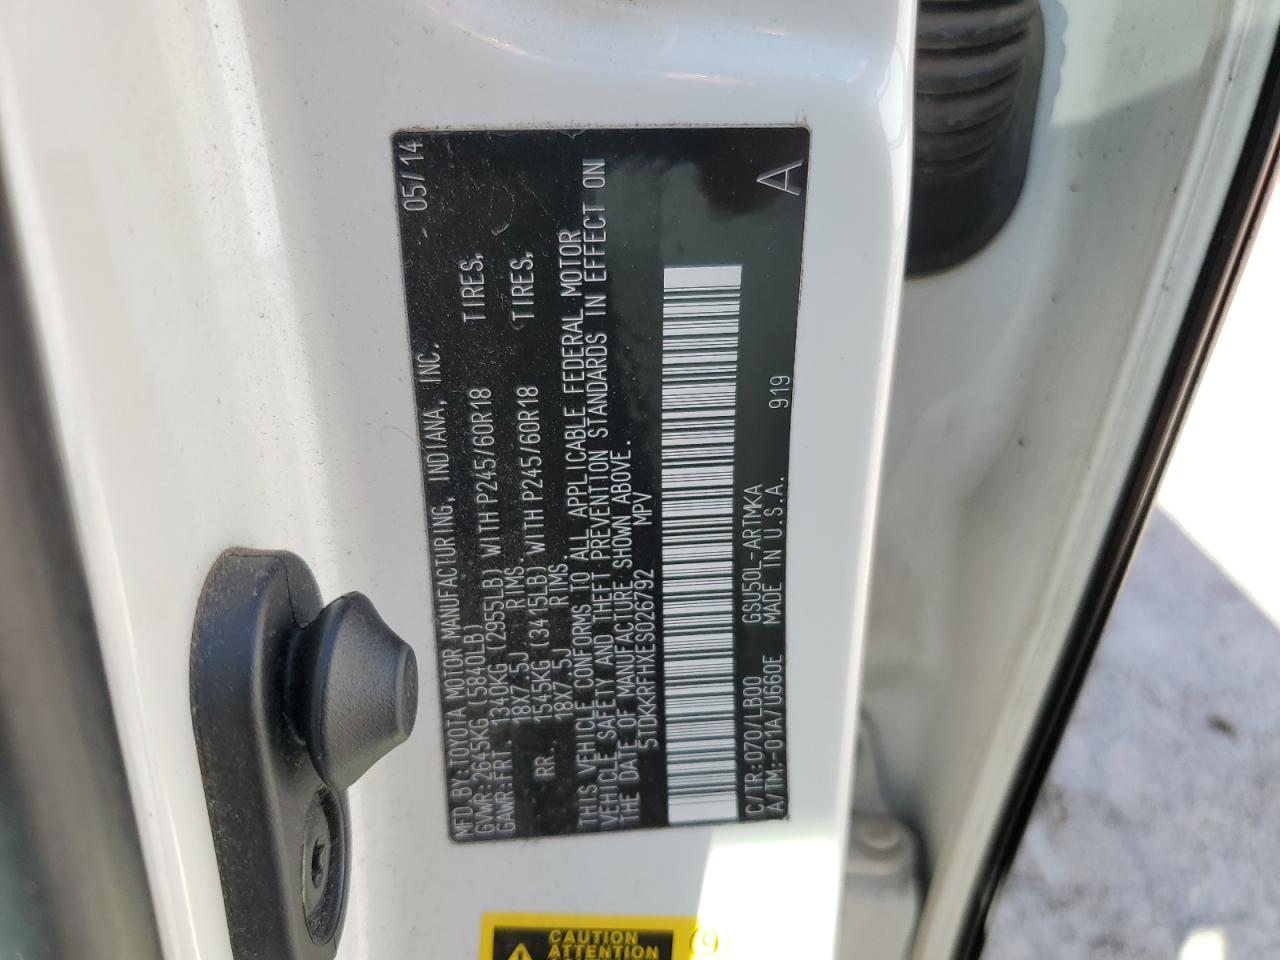 MFD.BY:TOYOTA MOTOR MANUFACTURING, INDIANA, INC. 05/14
GVWR:2645KG (5840LB)
GAWR:FRT. 1340KG (2955LB) WITH P245/60R18 TIRES,
18X7.5J RIMS,
RR. 1545KG (3415LB) WITH P245/60R18 TIRES,
18X7.5J RIMS,
THIS VEHICLE CONFORMS TO ALL APPLICABLE FEDERAL MOTOR
VEHICLE SAFETY AND THEFT PREVENTION STANDARDS IN EFFECT ON
THE DATE OF MANUFACTURE SHOWN ABOVE.
5TDKKRFHXES026792 MPV
C/TR:070/LB00 GSU50L-ARTMKA
A/TM:-01A/U660E MADE IN U.S.A. 919 A
CAUTION
ATTENTION
9